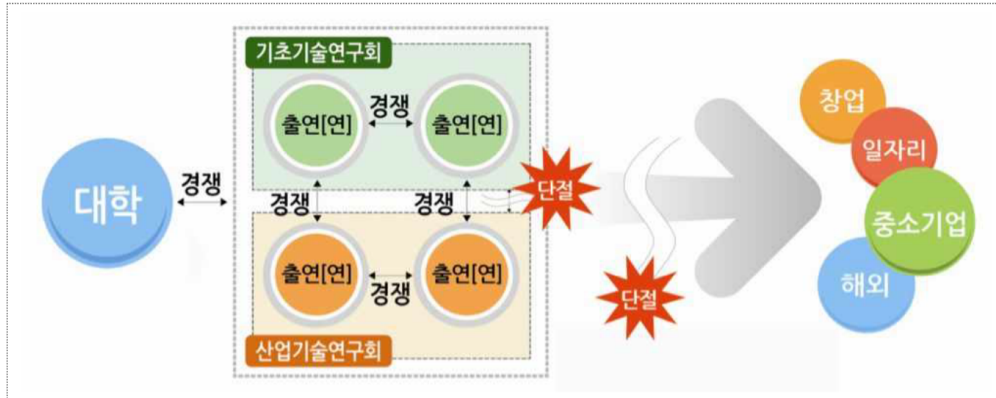 기초기술연구회
출연[연]
경쟁
출연[연]
대학
경쟁
경쟁
경쟁
단절
출연[연]
경쟁
출연[연]
산업기술연구회
단절
창업
일자리
중소기업
해외